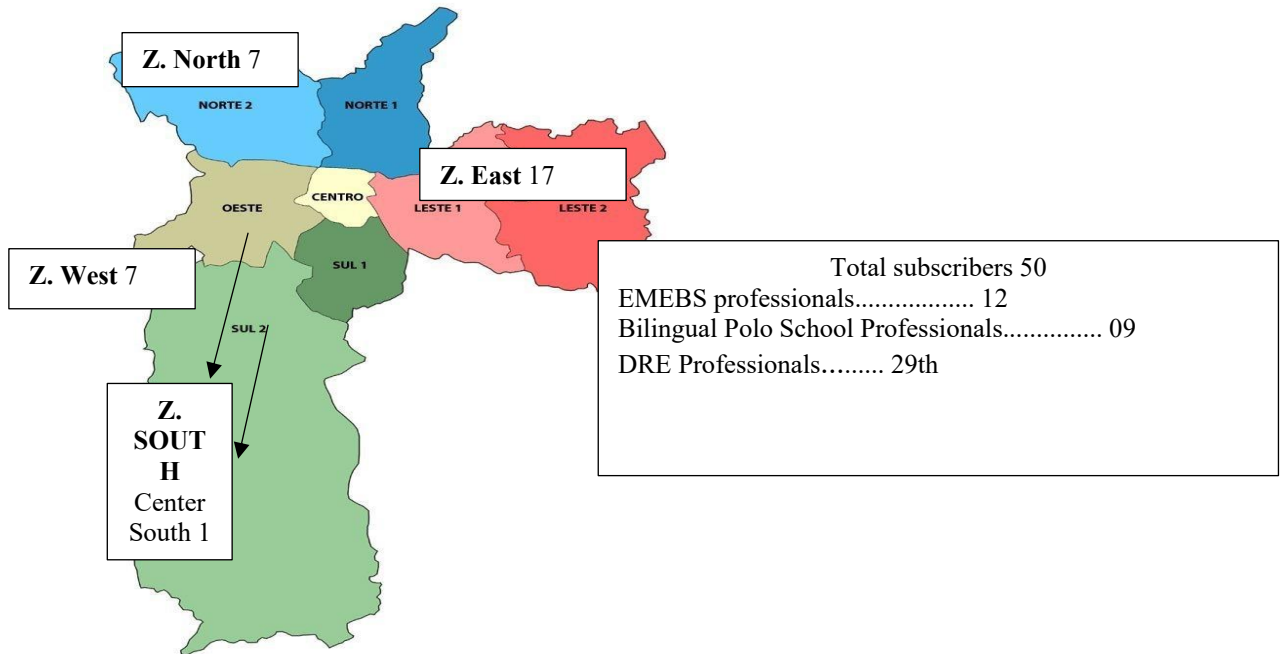 Z. North 7
NORTE 2
NORTE 1
Z. East 17
CENTRO
OESTE
LESTE 1
LESTE 2
Z. West 7
SUL 1
SUL 2
Total subscribers 50
EMEBS professionals.................. 12
Bilingual Polo School Professionals.............. 09
DRE Professionals......... 29th
Z.
SOUT
H
Center
South 1